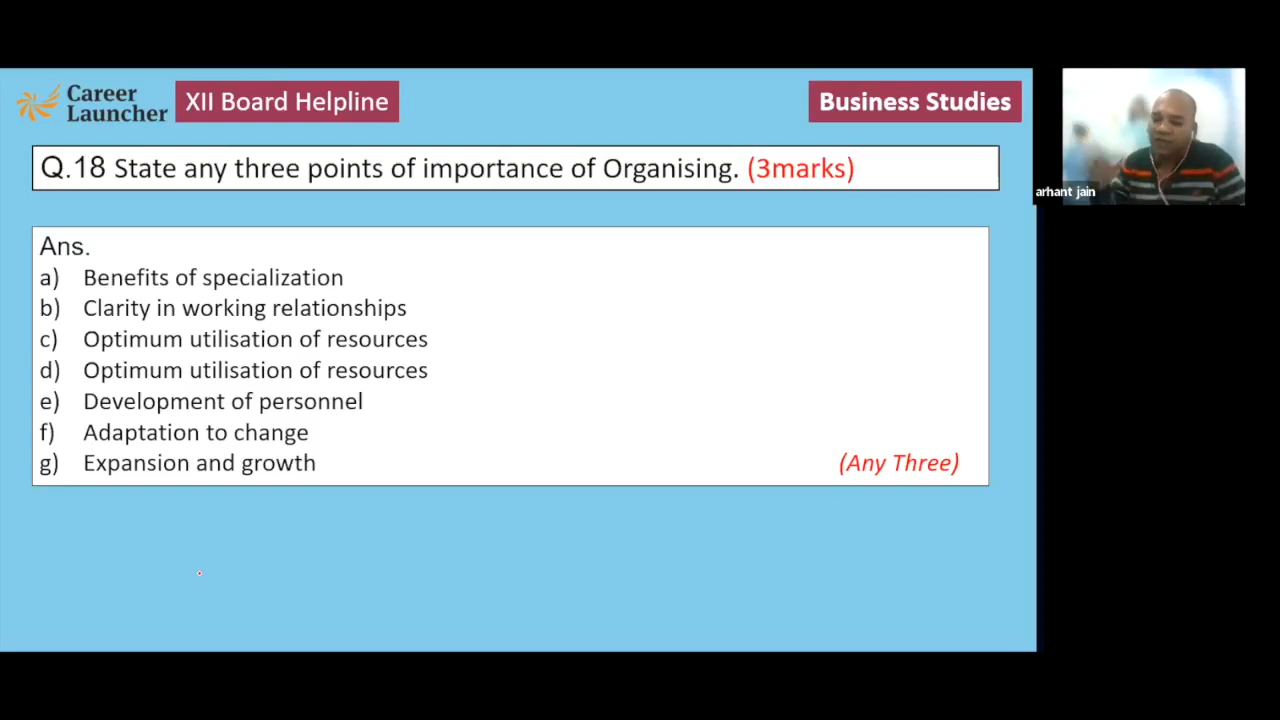 Career
Launcher
XII Board Helpline
Business Studies
Q.18 State any three points of importance of Organising. (3marks)
arhant jain
Ans.
a) Benefits of specialization
b) Clarity in working relationships
c) Optimum utilisation of resources
d) Optimum utilisation of resources
e) Development of personnel
f) Adaptation to change
g) Expansion and growth (Any Three)